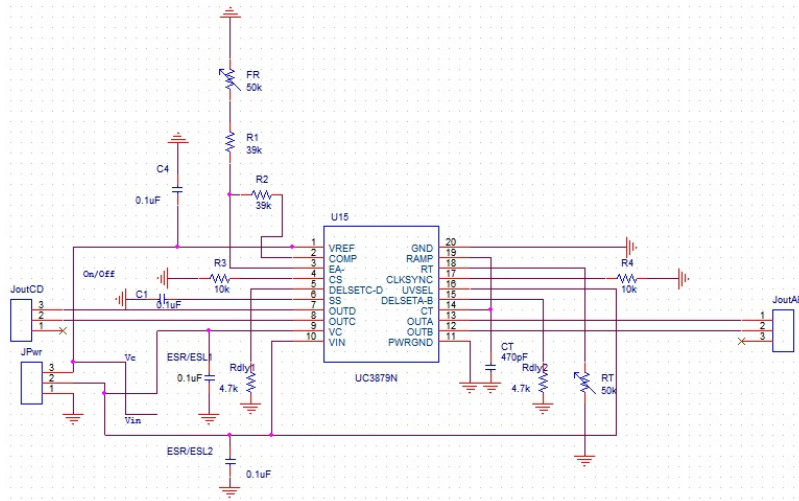 FR
50k
R1
39k
C4
R2
0.1uF
39k
U15
1 VREF GND 20
2 COMP RAMP 19
3 EA- RT 18
4 CS CLKSYNC 17
5 DELSETC-D UVSEL 16
6 SS DELSETA-B 15
7 OUTD CT 14
8 OUTC OUTA 13
9 VC OUTB 12
10 VIN PWRGND 11
UC3879N
On/Off
R3
10k
R4
10k
C1
0.1uF
JoutCD
3
2
1
JoutAB
1
2
3
JPwr
3
2
1
Vc
Vin
ESR/ESL1
0.1uF
Rdly1
4.7k
CT
470pF
Rdly2
4.7k
RT
50k
ESR/ESL2
0.1uF